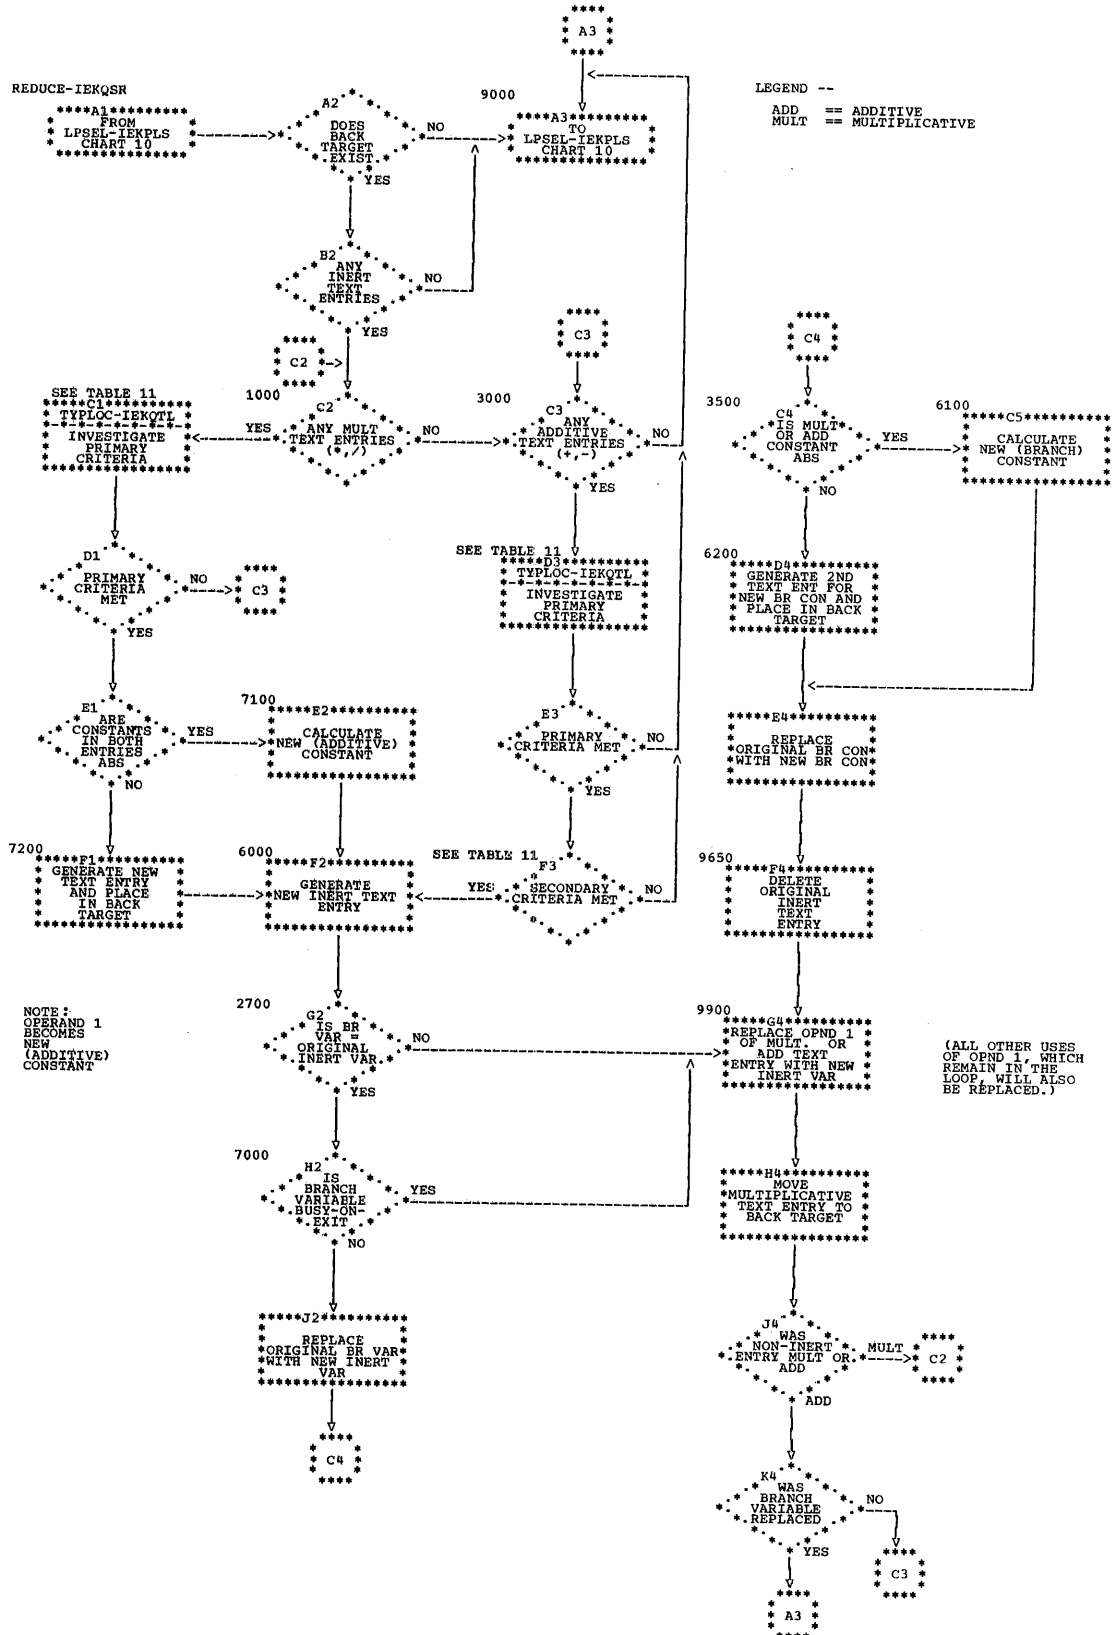 A3
REDUCE-IEKQSR
LEGEND --
ADD == ADDITIVE
MULT == MULTIPLICATIVE
A1
FROM
LPSEL-IEKPLS
CHART 10
A2
DOES
BACK
TARGET
EXIST
NO
YES
9000
A3
TO
LPSEL-IEKPLS
CHART 10
B2
ANY
INERT
TEXT
ENTRIES
NO
YES
C2
C3
C4
SEE TABLE 11
C1
TYPLOC-IEKQTL
INVESTIGATE
PRIMARY
CRITERIA
1000
C2
ANY MULT
TEXT ENTRIES
(*,/)
YES
NO
3000
C3
ANY
ADDITIVE
TEXT ENTRIES
(+,-)
NO
YES
3500
C4
IS MULT
OR ADD
CONSTANT
ABS
YES
NO
6100
C5
CALCULATE
NEW (BRANCH)
CONSTANT
D1
PRIMARY
CRITERIA
MET
NO
C3
YES
SEE TABLE 11
D3
TYPLOC-IEKQTL
INVESTIGATE
PRIMARY
CRITERIA
6200
D4
GENERATE 2ND
TEXT ENT FOR
NEW BR CON AND
PLACE IN BACK
TARGET
E1
ARE
CONSTANTS
IN BOTH
ENTRIES
ABS
YES
NO
7100
E2
CALCULATE
NEW (ADDITIVE)
CONSTANT
E3
PRIMARY
CRITERIA MET
NO
YES
E4
REPLACE
ORIGINAL BR CON
WITH NEW BR CON
7200
F1
GENERATE NEW
TEXT ENTRY
AND PLACE
IN BACK
TARGET
6000
F2
GENERATE
NEW INERT TEXT
ENTRY
SEE TABLE 11
F3
SECONDARY
CRITERIA MET
YES
NO
9650
F4
DELETE
ORIGINAL
INERT
TEXT
ENTRY
NOTE:
OPERAND 1
BECOMES
NEW
(ADDITIVE)
CONSTANT
2700
G2
IS BR
VAR =
ORIGINAL
INERT VAR
NO
YES
9900
G4
REPLACE OPND 1
OF MULT. OR
ADD TEXT
ENTRY WITH NEW
INERT VAR
(ALL OTHER USES
OF OPND 1, WHICH
REMAIN IN THE
LOOP, WILL ALSO
BE REPLACED.)
7000
H2
IS
BRANCH
VARIABLE
BUSY-ON-
EXIT
YES
NO
H4
MOVE
MULTIPLICATIVE
TEXT ENTRY TO
BACK TARGET
J2
REPLACE
ORIGINAL BR VAR
WITH NEW INERT
VAR
J4
WAS
NON-INERT
ENTRY MULT OR
ADD
MULT
C2
ADD
C4
K4
WAS
BRANCH
VARIABLE
REPLACED
NO
YES
C3
A3